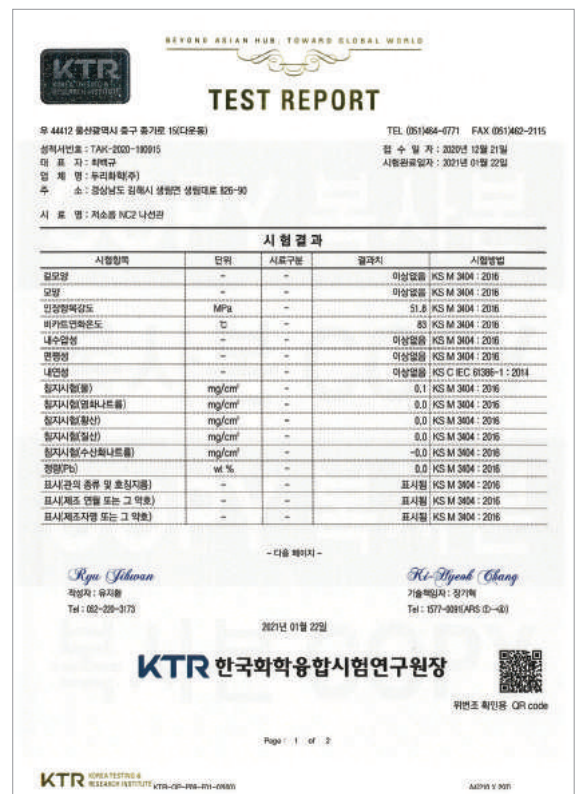 BEYOND ASIAN HUB, TOWARD GLOBAL WORLD
KTR
KOREA TESTING & RESEARCH INSTITUTE
TEST REPORT
우 44412 울산광역시 중구 종가로 15(다운동)
TEL (051)464-0771 FAX (051)462-2115
성적서번호 : TAK-2020-190915
접 수 일 자 : 2020년 12월 21일
대 표 자 : 최백규
시험완료일자 : 2021년 01월 22일
업 체 명 : 두리화학(주)
주 소 : 경상남도 김해시 생림면 생림대로 826-90
시 료 명 : 저소음 NC2 나선관
시 험 결 과
시험항목 단위 시료구분 결과치 시험방법
겉모양 - - 이상없음 KS M 3404 : 2016
모양 - - 이상없음 KS M 3404 : 2016
인장항복강도 MPa - 51.8 KS M 3404 : 2016
비카트연화온도 ℃ - 83 KS M 3404 : 2016
내수압성 - - 이상없음 KS M 3404 : 2016
편평성 - - 이상없음 KS M 3404 : 2016
내연성 - - 이상없음 KS C IEC 61386-1 : 2014
침지시험(물) mg/cm² - 0.1 KS M 3404 : 2016
침지시험(염화나트륨) mg/cm² - 0.0 KS M 3404 : 2016
침지시험(황산) mg/cm² - 0.0 KS M 3404 : 2016
침지시험(질산) mg/cm² - 0.0 KS M 3404 : 2016
침지시험(수산화나트륨) mg/cm² - -0.0 KS M 3404 : 2016
정량(Pb) wt % - 0.0 KS M 3404 : 2016
표시(관의 종류 및 호칭지름) - - 표시됨 KS M 3404 : 2016
표시(제조 연월 또는 그 약호) - - 표시됨 KS M 3404 : 2016
표시(제조자명 또는 그 약호) - - 표시됨 KS M 3404 : 2016
- 다음 페이지 -
Ryu Jihwan
Ki-Hyeok Chang
작성자 : 유지환
기술책임자 : 장기혁
Tel : 052-220-3173
Tel : 1577-0091(ARS ①→④)
2021년 01월 22일
KTR 한국화학융합시험연구원장
위변조 확인용 QR code
Page : 1 of 2
KTR KOREA TESTING & RESEARCH INSTITUTE
복사본 COPY